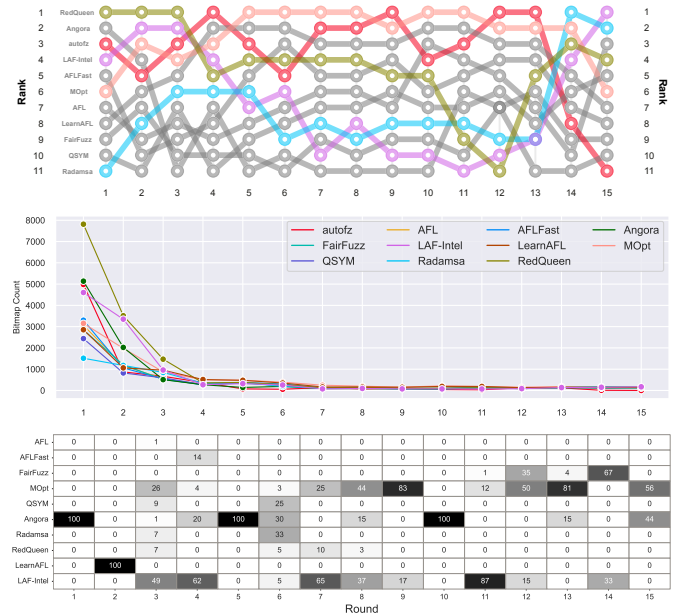 1 RedQueen 1
2 Angora 2
3 autofz 3
4 LAF-Intel 4
5 AFLFast 5
6 MOpt 6
7 AFL 7
8 LearnAFL 8
9 FairFuzz 9
10 QSYM 10
11 Radamsa 11
Rank
Rank
1 2 3 4 5 6 7 8 9 10 11 12 13 14 15
8000
7000
6000
5000
4000
3000
2000
1000
0
Bitmap Count
autofz AFL AFLFast Angora
FairFuzz LAF-Intel LearnAFL MOpt
QSYM Radamsa RedQueen
1 2 3 4 5 6 7 8 9 10 11 12 13 14 15
AFL 0 0 1 0 0 0 0 0 0 0 0 0 0 0 0
AFLFast 0 0 0 14 0 0 0 0 0 0 0 0 0 0 0
FairFuzz 0 0 0 0 0 0 0 0 0 0 1 35 4 67 0
MOpt 0 0 26 4 0 3 25 44 83 0 12 50 81 0 56
QSYM 0 0 9 0 0 25 0 0 0 0 0 0 0 0 0
Angora 100 0 1 20 100 30 0 15 0 100 0 0 15 0 44
Radamsa 0 0 7 0 0 33 0 0 0 0 0 0 0 0 0
RedQueen 0 0 7 0 0 5 10 3 0 0 0 0 0 0 0
LearnAFL 0 100 0 0 0 0 0 0 0 0 0 0 0 0 0
LAF-Intel 0 0 49 62 0 5 65 37 17 0 87 15 0 33 0
1 2 3 4 5 6 7 8 9 10 11 12 13 14 15
Round